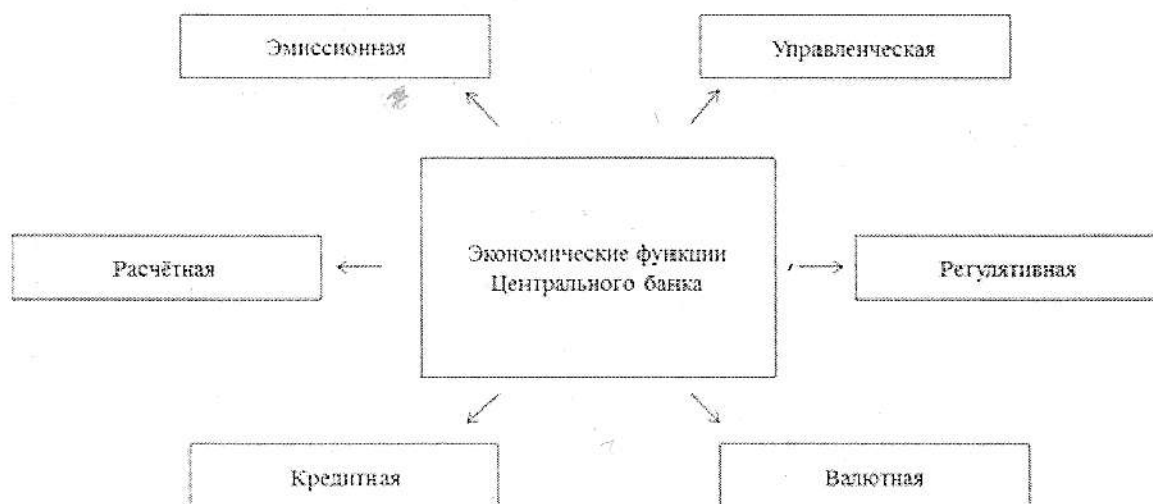 Эмиссионная
Управленческая
Экономические функции
Центрального банка
Расчётная
Регулятивная
Кредитная
Валютная